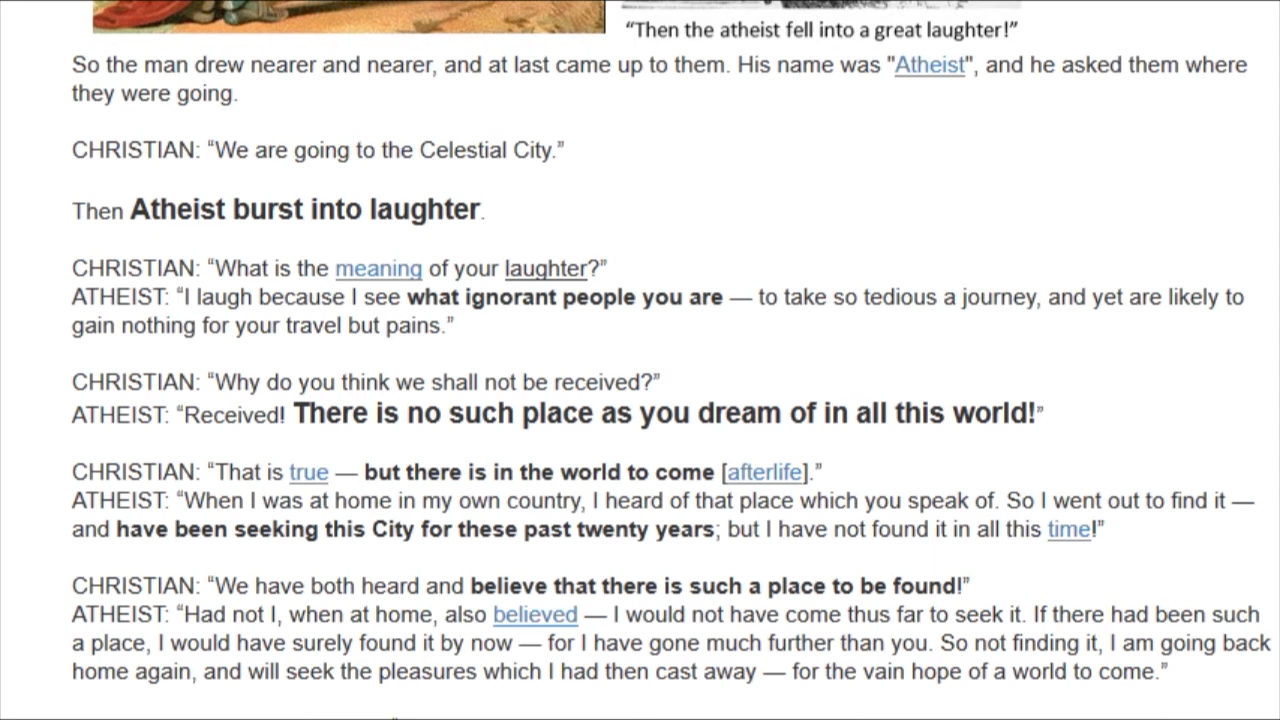 “Then the atheist fell into a great laughter!”
So the man drew nearer and nearer, and at last came up to them. His name was "Atheist", and he asked them where
they were going.
CHRISTIAN: “We are going to the Celestial City.”
Then Atheist burst into laughter.
CHRISTIAN: “What is the meaning of your laughter?”
ATHEIST: “I laugh because I see what ignorant people you are — to take so tedious a journey, and yet are likely to
gain nothing for your travel but pains.”
CHRISTIAN: “Why do you think we shall not be received?”
ATHEIST: “Received! There is no such place as you dream of in all this world!”
CHRISTIAN: “That is true — but there is in the world to come [afterlife].”
ATHEIST: “When I was at home in my own country, I heard of that place which you speak of. So I went out to find it —
and have been seeking this City for these past twenty years; but I have not found it in all this time!”
CHRISTIAN: “We have both heard and believe that there is such a place to be found!”
ATHEIST: “Had not I, when at home, also believed — I would not have come thus far to seek it. If there had been such
a place, I would have surely found it by now — for I have gone much further than you. So not finding it, I am going back
home again, and will seek the pleasures which I had then cast away — for the vain hope of a world to come.”